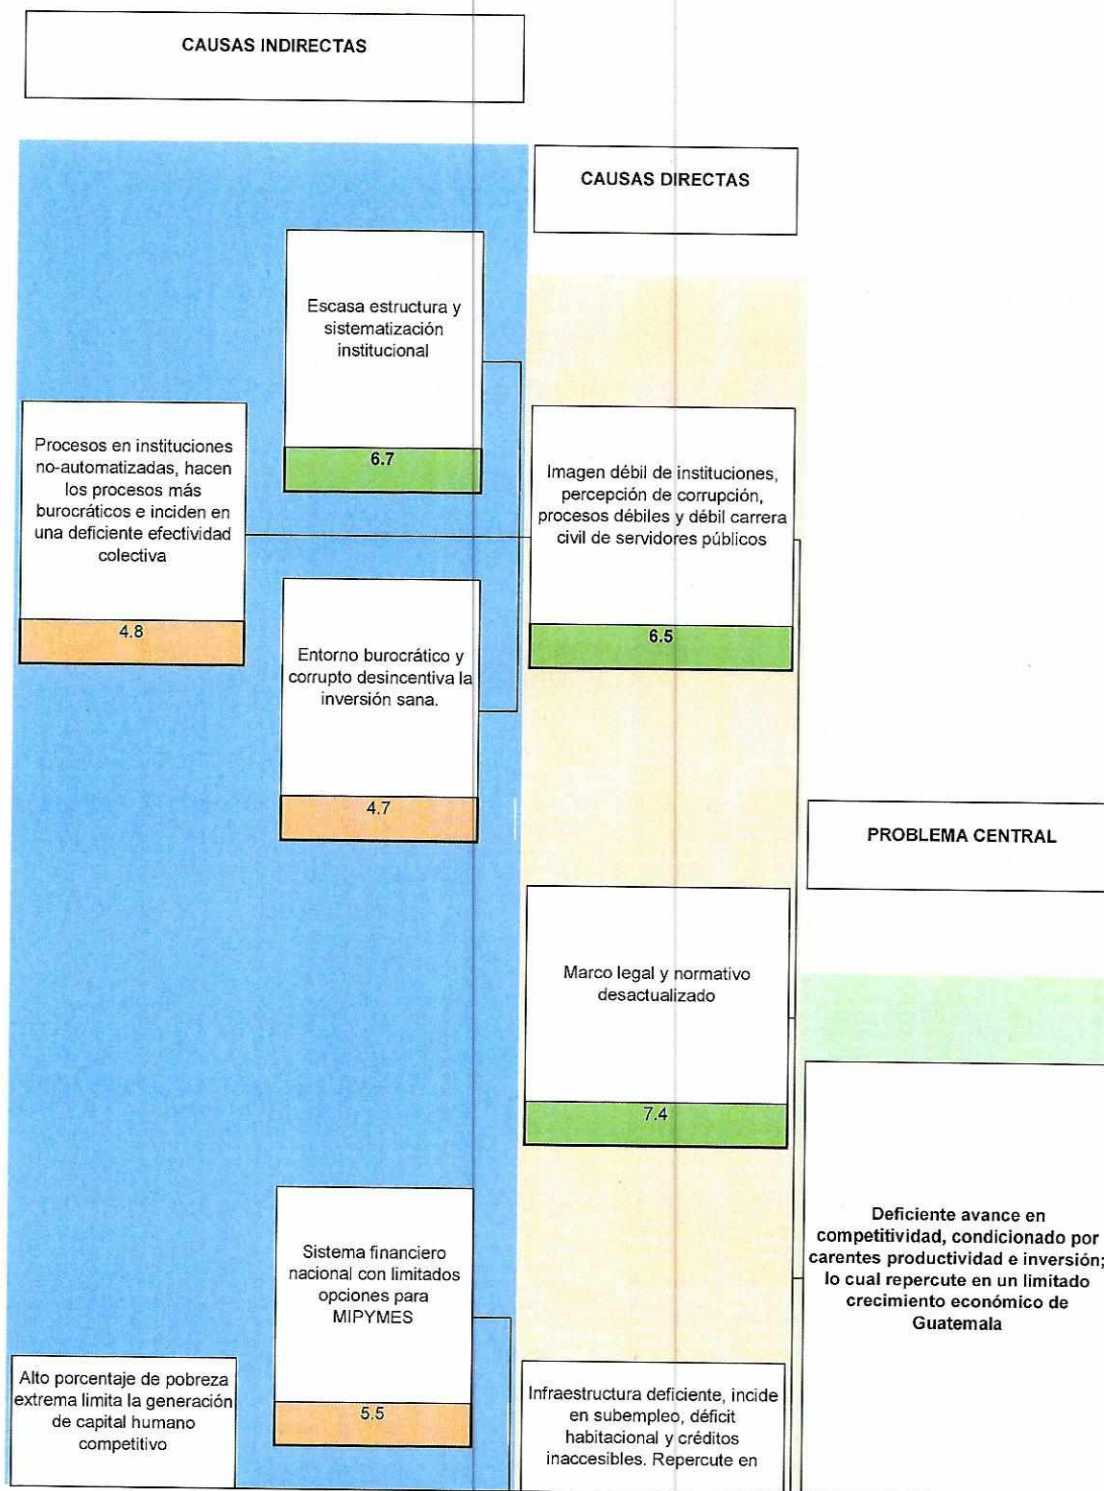 CAUSAS INDIRECTAS
CAUSAS DIRECTAS
Escasa estructura y
sistematización
institucional
6.7
Procesos en instituciones
no-automatizadas, hacen
los procesos más
burocráticos e inciden en
una deficiente efectividad
colectiva
4.8
Imagen débil de instituciones,
percepción de corrupción,
procesos débiles y débil carrera
civil de servidores públicos
6.5
Entorno burocrático y
corrupto desincentiva la
inversión sana.
4.7
PROBLEMA CENTRAL
Marco legal y normativo
desactualizado
7.4
Deficiente avance en
competitividad, condicionado por
carentes productividad e inversión;
lo cual repercute en un limitado
crecimiento económico de
Guatemala
Sistema financiero
nacional con limitados
opciones para
MIPYMES
5.5
Alto porcentaje de pobreza
extrema limita la generación
de capital humano
competitivo
Infraestructura deficiente, incide
en subempleo, déficit
habitacional y créditos
inaccesibles. Repercute en